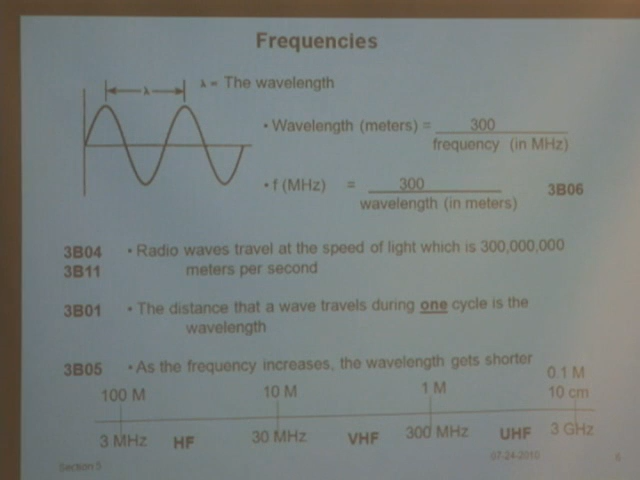 Frequencies
λ
λ = The wavelength
• Wavelength (meters) = 300
frequency (in MHz)
• f (MHz) = 300
wavelength (in meters)
3B06
3B04 • Radio waves travel at the speed of light which is 300,000,000
3B11 meters per second
3B01 • The distance that a wave travels during one cycle is the
wavelength
3B05 • As the frequency increases, the wavelength gets shorter
0.1 M
100 M 10 M 1 M 10 cm
3 MHz HF 30 MHz VHF 300 MHz UHF 3 GHz
Section 5 07-24-2010 6